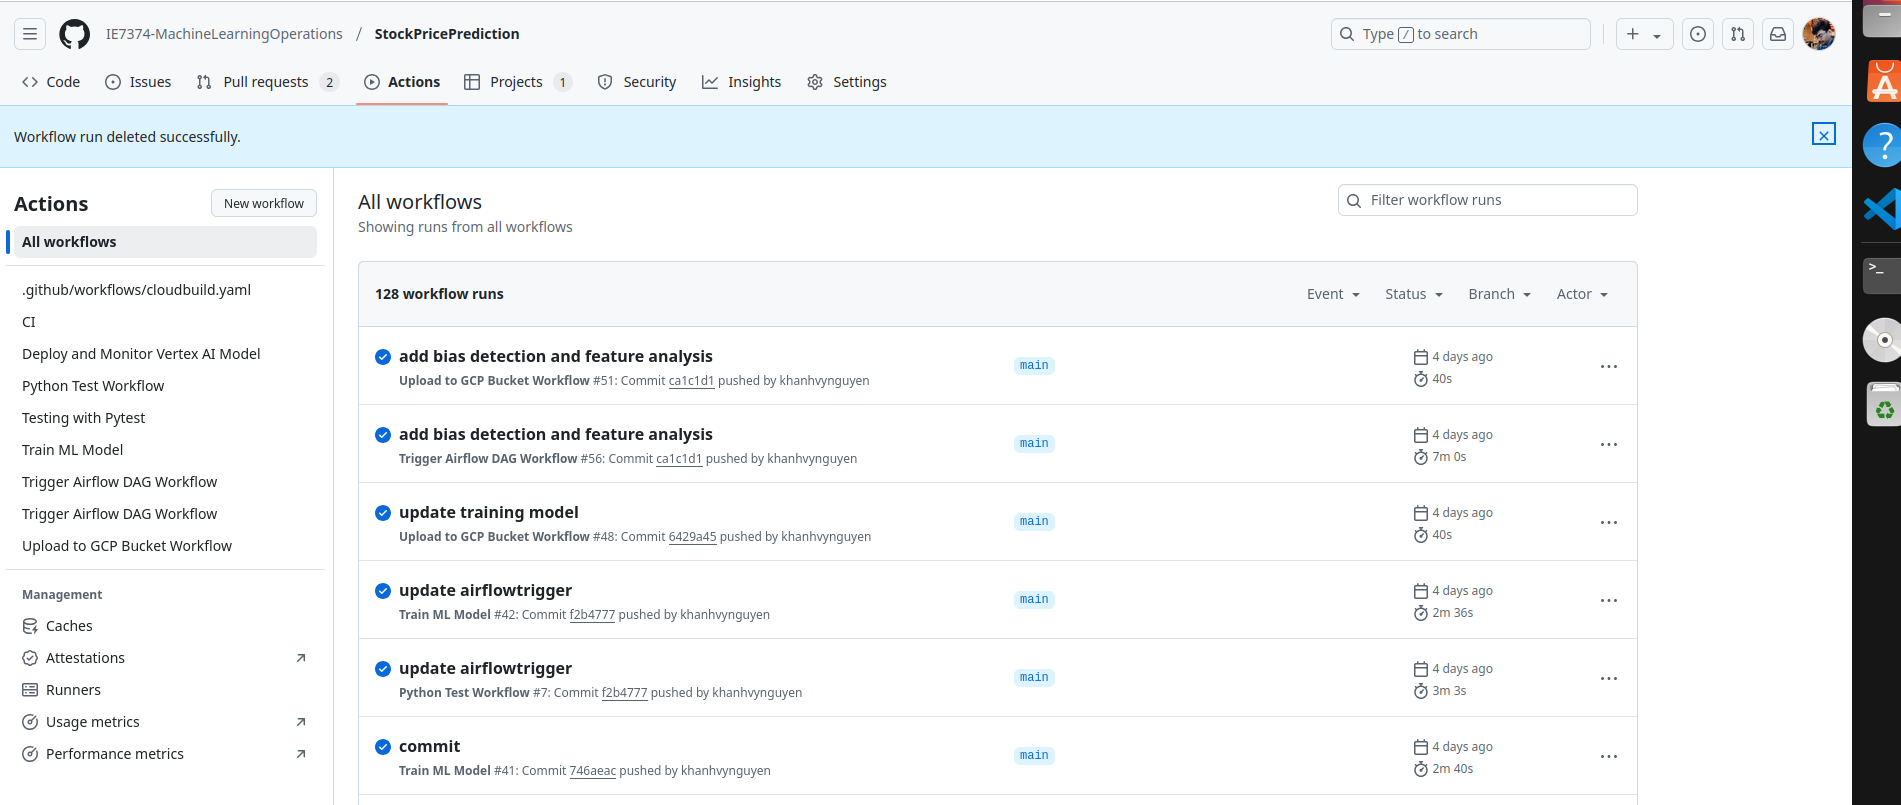 IE7374-MachineLearningOperations / StockPricePrediction
Type / to search
Code Issues Pull requests 2 Actions Projects 1 Security Insights Settings
Workflow run deleted successfully.
Actions
New workflow
All workflows
.github/workflows/cloudbuild.yaml
CI
Deploy and Monitor Vertex AI Model
Python Test Workflow
Testing with Pytest
Train ML Model
Trigger Airflow DAG Workflow
Trigger Airflow DAG Workflow
Upload to GCP Bucket Workflow
Management
Caches
Attestations
Runners
Usage metrics
Performance metrics
All workflows
Showing runs from all workflows
Filter workflow runs
128 workflow runs
Event Status Branch Actor
add bias detection and feature analysis
Upload to GCP Bucket Workflow #51: Commit ca1c1d1 pushed by khanhvynguyen
main
4 days ago
40s
add bias detection and feature analysis
Trigger Airflow DAG Workflow #56: Commit ca1c1d1 pushed by khanhvynguyen
main
4 days ago
7m 0s
update training model
Upload to GCP Bucket Workflow #48: Commit 6429a45 pushed by khanhvynguyen
main
4 days ago
40s
update airflowtrigger
Train ML Model #42: Commit f2b4777 pushed by khanhvynguyen
main
4 days ago
2m 36s
update airflowtrigger
Python Test Workflow #7: Commit f2b4777 pushed by khanhvynguyen
main
4 days ago
3m 3s
commit
Train ML Model #41: Commit 746aeac pushed by khanhvynguyen
main
4 days ago
2m 40s